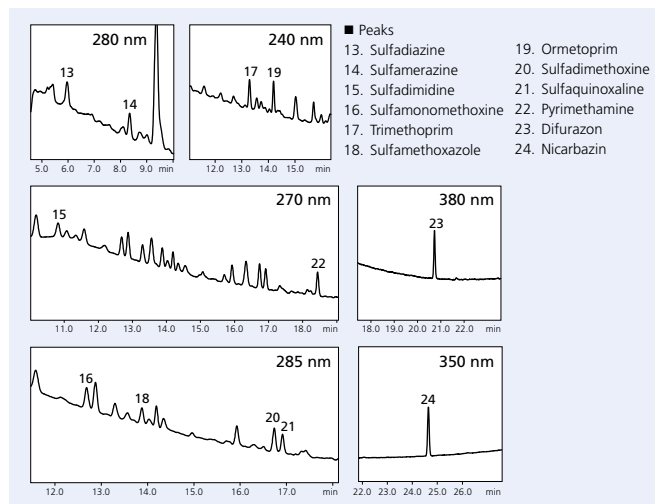 280 nm
13
14
5.0 6.0 7.0 8.0 9.0 min
240 nm
17 19
12.0 13.0 14.0 15.0 min
■ Peaks
13. Sulfadiazine
14. Sulfamerazine
15. Sulfadimidine
16. Sulfamonomethoxine
17. Trimethoprim
18. Sulfamethoxazole
19. Ormetoprim
20. Sulfadimethoxine
21. Sulfaquinoxaline
22. Pyrimethamine
23. Difurazon
24. Nicarbazin
270 nm
15
22
11.0 12.0 13.0 14.0 15.0 16.0 17.0 18.0 min
380 nm
23
18.0 19.0 20.0 21.0 22.0 min
285 nm
16
18
20
21
12.0 13.0 14.0 15.0 16.0 17.0 min
350 nm
24
22.0 23.0 24.0 25.0 26.0 min